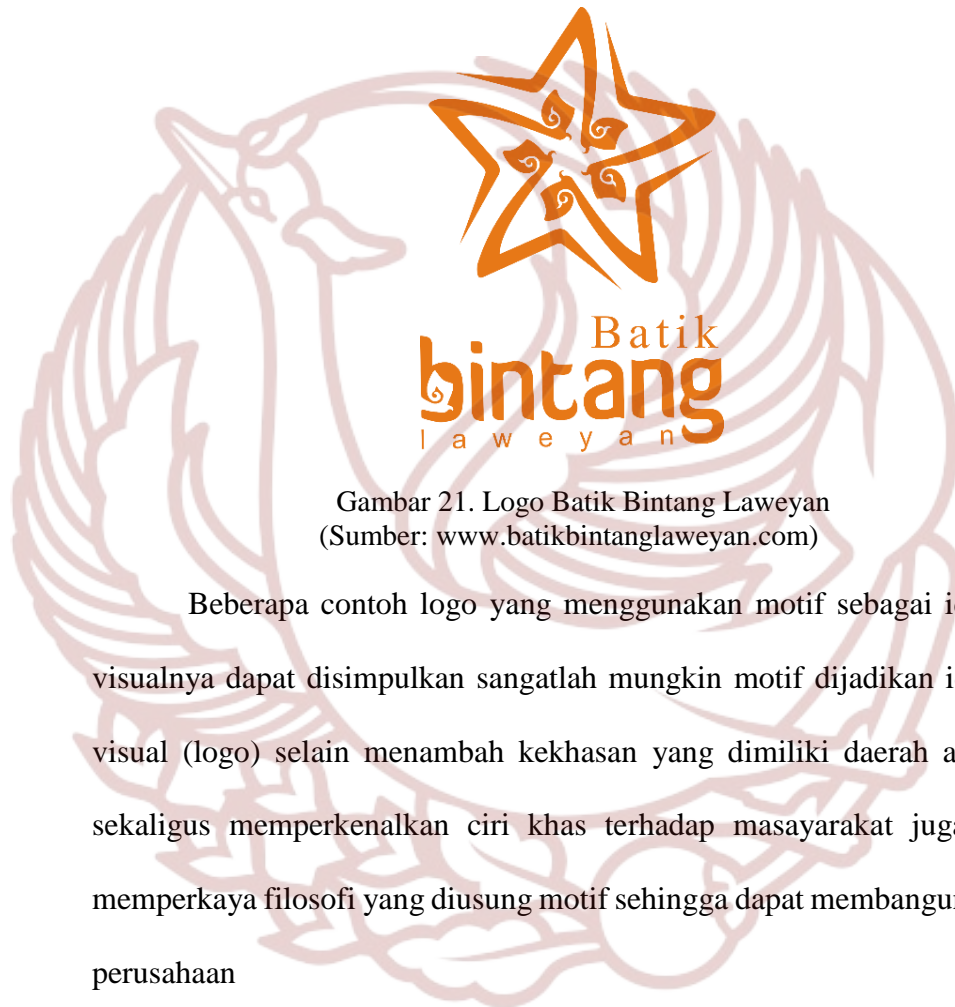 Batik
bintang
laweyan
Gambar 21. Logo Batik Bintang Laweyan
(Sumber: www.batikbintanglaweyan.com)
Beberapa contoh logo yang menggunakan motif sebagai
visualnya dapat disimpulkan sangatlah mungkin motif dijadikan
visual (logo) selain menambah kekhasan yang dimiliki daerah
sekaligus memperkenalkan ciri khas terhadap masayarakat juga
memperkaya filosofi yang diusung motif sehingga dapat membangun
perusahaan